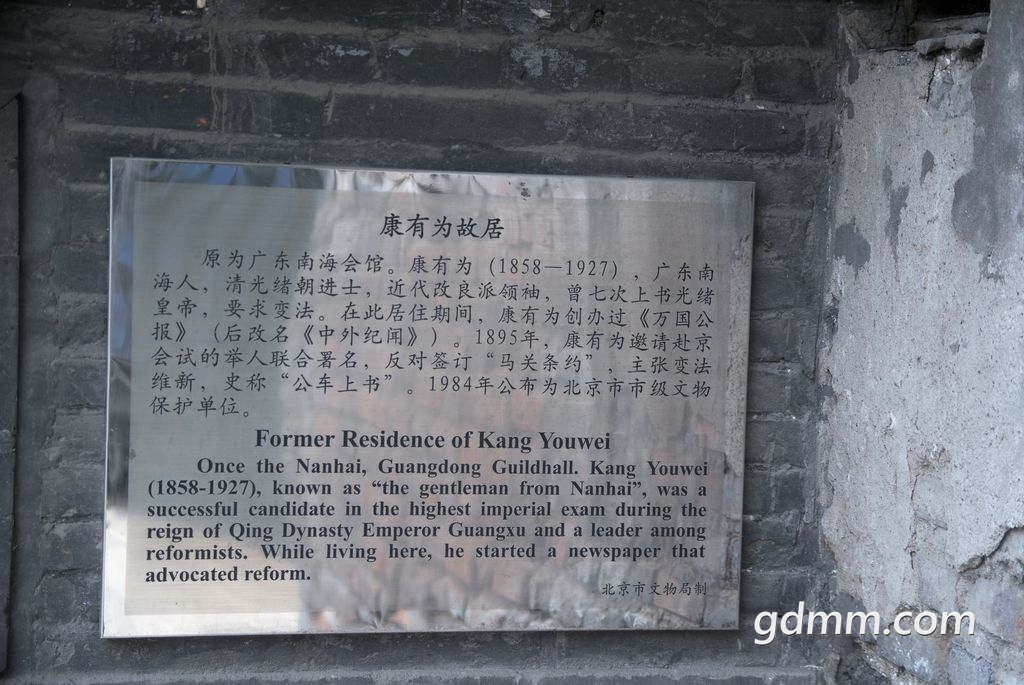 康有为故居
原为广东南海会馆。康有为（1858—1927），广东南
海人，清光绪朝进士，近代改良派领袖，曾七次上书光绪
皇帝，要求变法。在此居住期间，康有为创办过《万国公
报》（后改名《中外纪闻》）。1895年，康有为邀请赴京
会试的举人联合署名，反对签订“马关条约”，主张变法
维新，史称“公车上书”。1984年公布为北京市市级文物
保护单位。
Former Residence of Kang Youwei
Once the Nanhai, Guangdong Guildhall. Kang Youwei
(1858-1927), known as “the gentleman from Nanhai”, was a
successful candidate in the highest imperial exam during the
reign of Qing Dynasty Emperor Guangxu and a leader among
reformists. While living here, he started a newspaper that
advocated reform.
北京市文物局制
gdmm.com